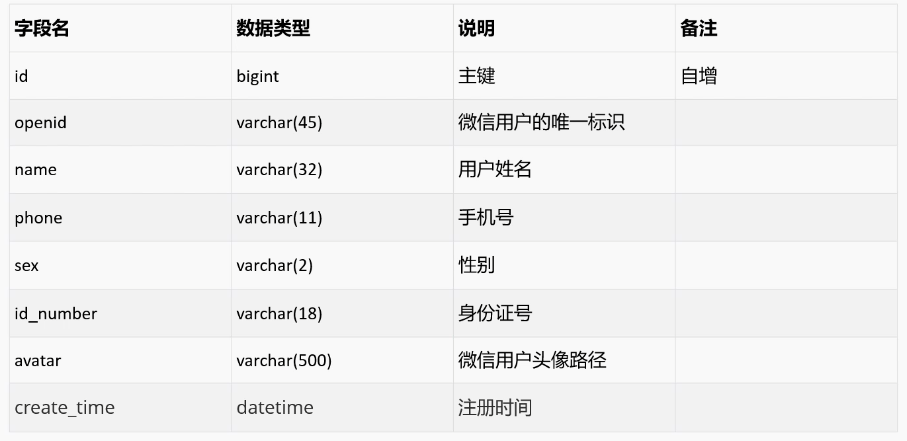 字段名 数据类型 说明 备注
id bigint 主键 自增
openid varchar(45) 微信用户的唯一标识
name varchar(32) 用户姓名
phone varchar(11) 手机号
sex varchar(2) 性别
id_number varchar(18) 身份证号
avatar varchar(500) 微信用户头像路径
create_time datetime 注册时间